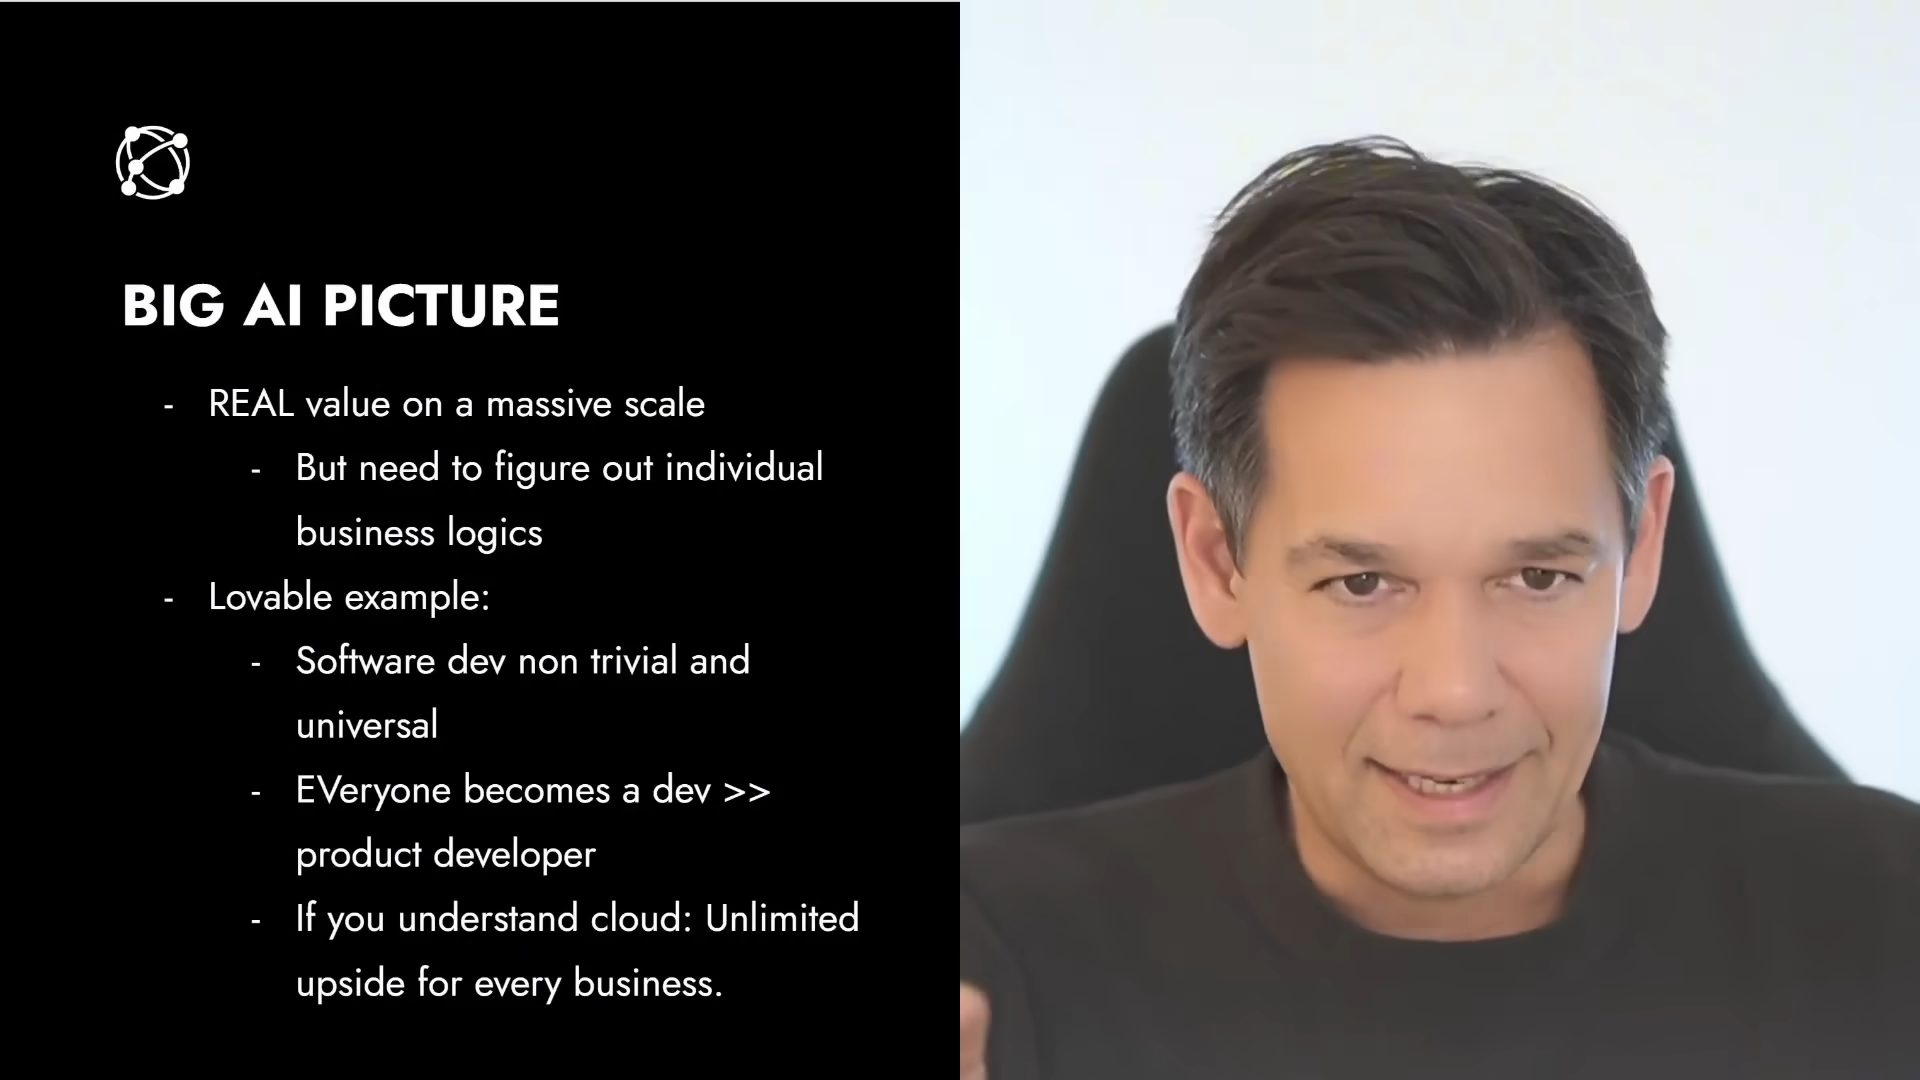 BIG AI PICTURE
- REAL value on a massive scale
- But need to figure out individual
business logics
- Lovable example:
- Software dev non trivial and
universal
- EVeryone becomes a dev >>
product developer
- If you understand cloud: Unlimited
upside for every business.